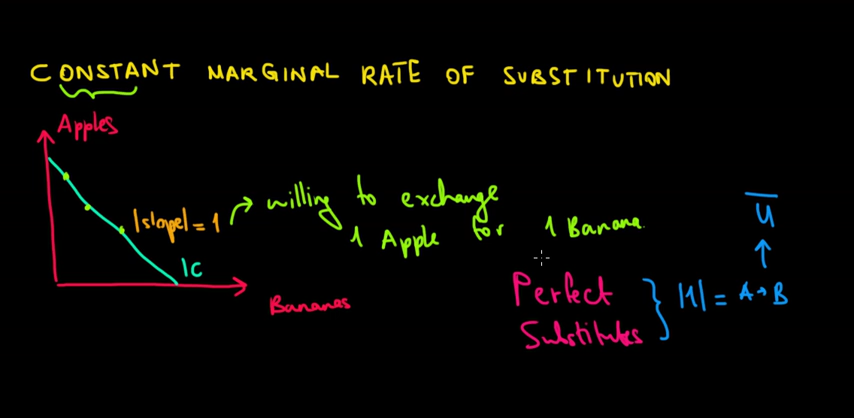 CONSTANT MARGINAL RATE OF SUBSTITUTION
Apples
|slope| = 1
willing to exchange
1 Apple for 1 Banana.
IC
Bananas
Perfect
Substitutes
|1| = A → B
U